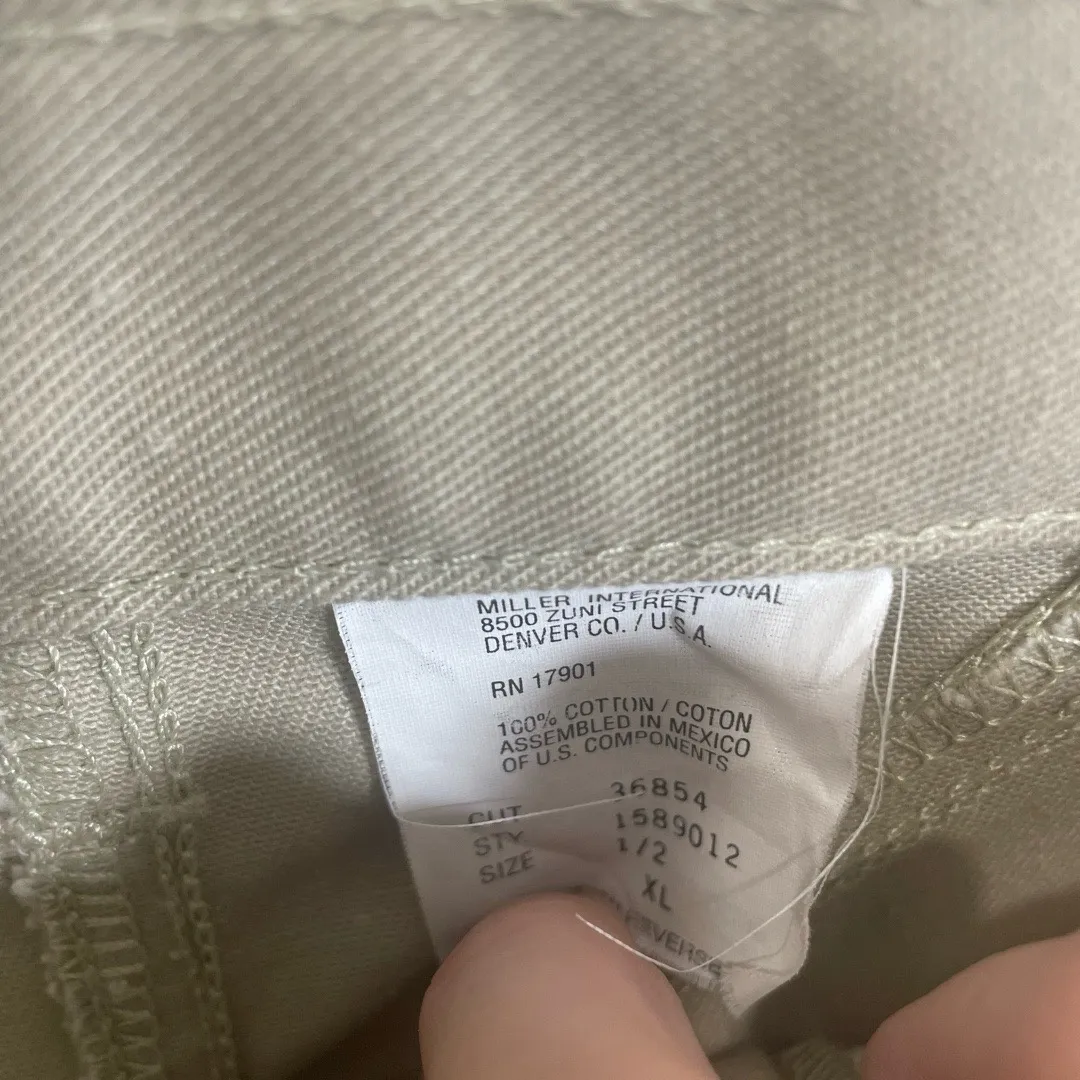 MILLER INTERNATIONAL
8500 ZUNI STREET
DENVER CO. / U.S.A.
RN 17901
100% COTTON / COTON
ASSEMBLED IN MEXICO
OF U.S. COMPONENTS
CUT 36854
STY 1589012
SIZE 1/2
XL